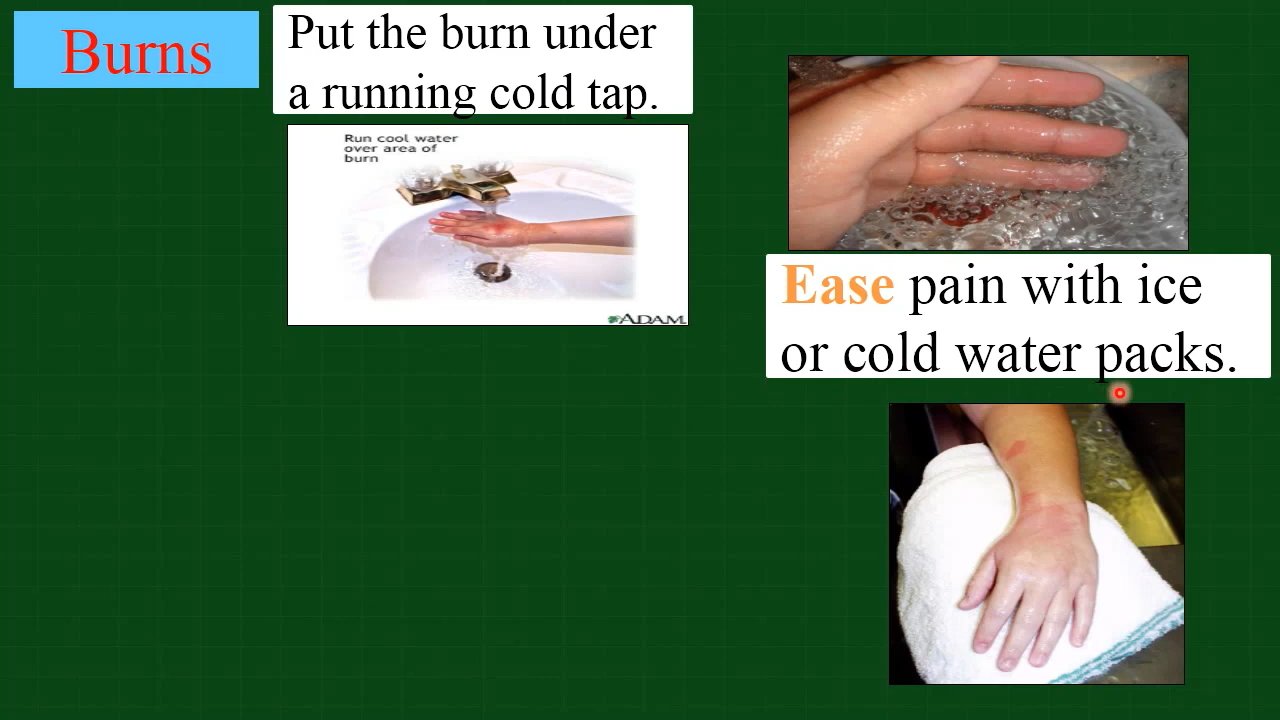 Burns
Put the burn under
a running cold tap.
Run cool water
over area of
burn
ADAM.
Ease pain with ice
or cold water packs.